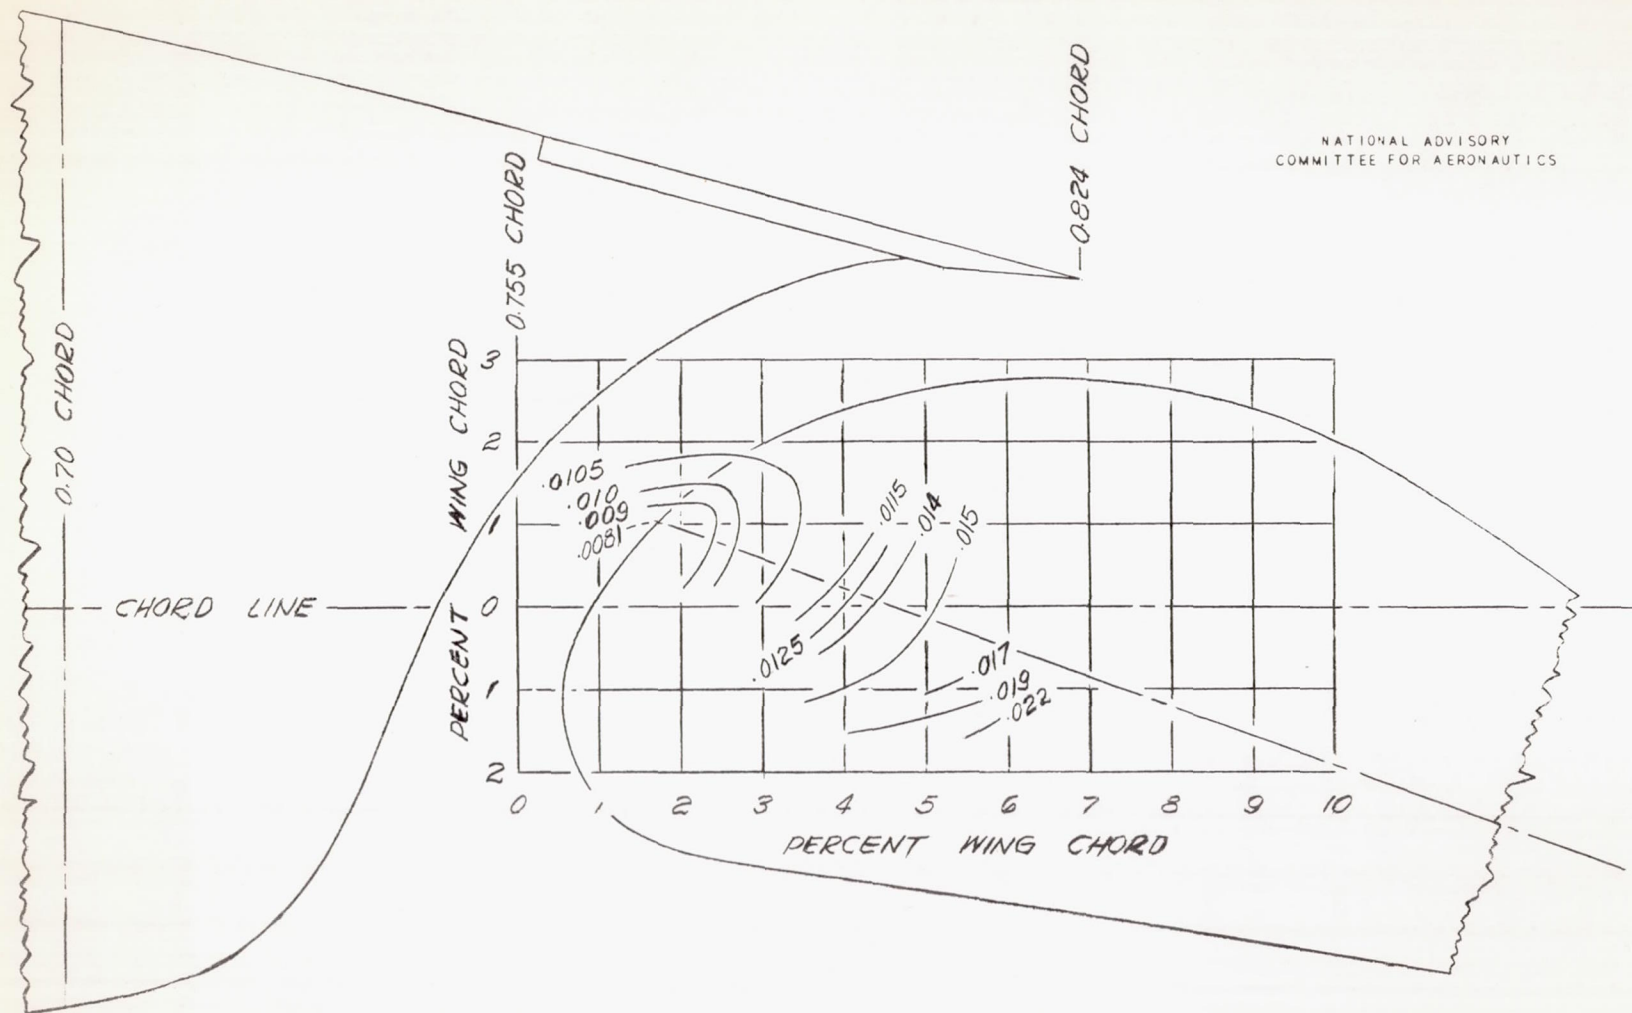 NATIONAL ADVISORY
COMMITTEE FOR AERONAUTICS
0.824 CHORD
0.755 CHORD
0.70 CHORD
CHORD LINE
PERCENT WING CHORD
3
2
1
0
1
2
.0105
.010
.009
.0081
.0115
.014
.015
.0125
.017
.019
.022
0 1 2 3 4 5 6 7 8 9 10
PERCENT WING CHORD